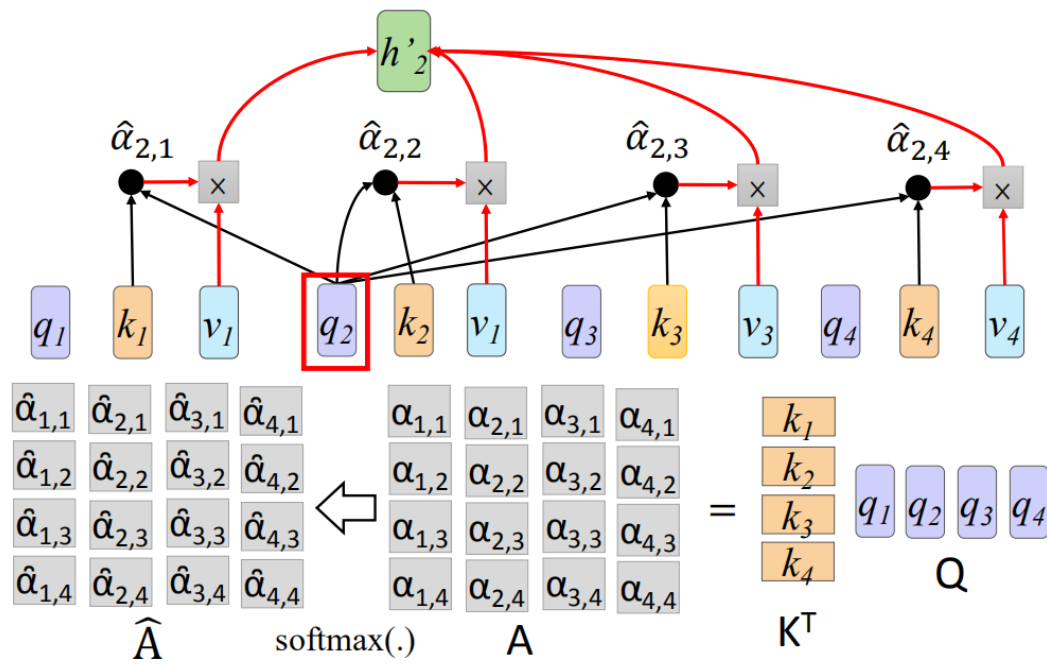 h'₂
α̂₂,₁ α̂₂,₂ α̂₂,₃ α̂₂,₄
× × × ×
q₁ k₁ v₁ q₂ k₂ v₁ q₃ k₃ v₃ q₄ k₄ v₄
α̂₁,₁ α̂₂,₁ α̂₃,₁ α̂₄,₁ α₁,₁ α₂,₁ α₃,₁ α₄,₁ k₁
α̂₁,₂ α̂₂,₂ α̂₃,₂ α̂₄,₂ α₁,₂ α₂,₂ α₃,₂ α₄,₂ k₂
α̂₁,₃ α̂₂,₃ α̂₃,₃ α̂₄,₃ α₁,₃ α₂,₃ α₃,₃ α₄,₃ = k₃ q₁ q₂ q₃ q₄
α̂₁,₄ α̂₂,₄ α̂₃,₄ α̂₄,₄ α₁,₄ α₂,₄ α₃,₄ α₄,₄ k₄
Â softmax(.) A Kᵀ Q